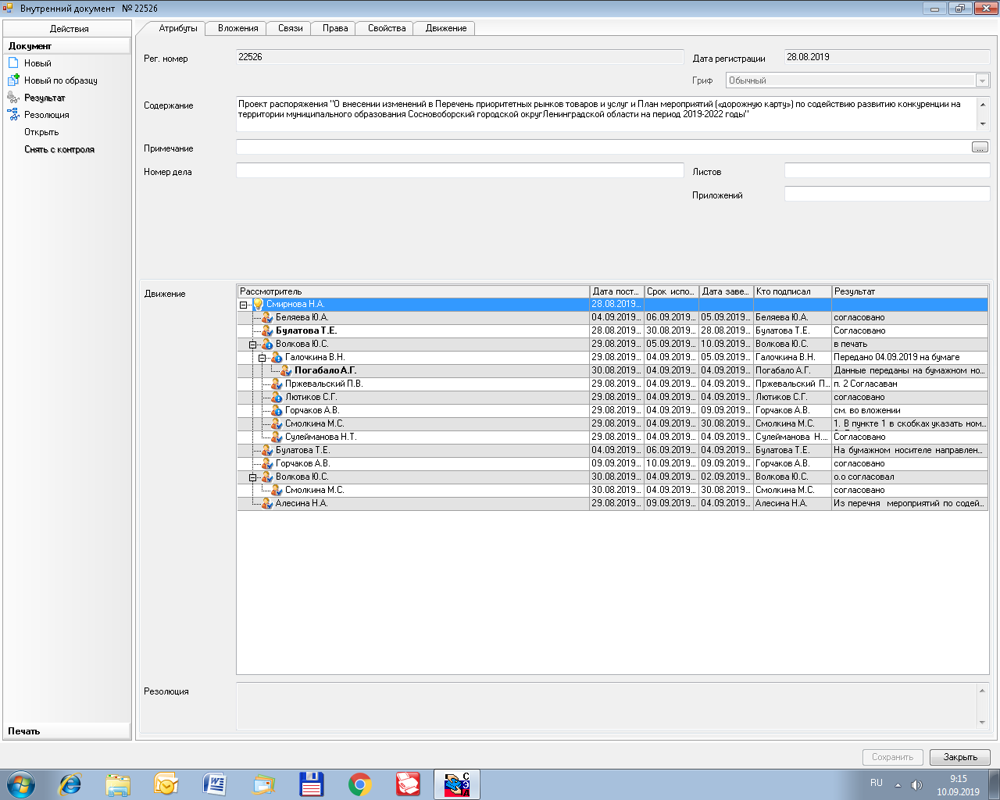 Внутренний документ № 22526
Действия
Документ
Новый
Новый по образцу
Результат
Резолюция
Открыть
Снять с контроля
Печать
Атрибуты Вложения Связи Права Свойства Движение
Рег. номер 22526 Дата регистрации 28.08.2019
Гриф Обычный
Содержание Проект распоряжения "О внесении изменений в Перечень приоритетных рынков товаров и услуг и План мероприятий («дорожную карту») по содействию развитию конкуренции на
территории муниципального образования Сосновоборский городской округЛенинградской области на период 2019-2022 годы"
Примечание ...
Номер дела Листов
Приложений
Движение
Рассмотритель Дата пост... Срок испо... Дата заве... Кто подписал Результат
Смирнова Н.А. 28.08.2019...
Беляева Ю.А. 04.09.2019... 06.09.2019... 05.09.2019... Беляева Ю.А. согласовано
Булатова Т.Е. 28.08.2019... 30.08.2019... 28.08.2019... Булатова Т.Е. Согласовано
Волкова Ю.С. 29.08.2019... 05.09.2019... 10.09.2019... Волкова Ю.С. в печать
Галочкина В.Н. 29.08.2019... 04.09.2019... 05.09.2019... Галочкина В.Н. Передано 04.09.2019 на бумаге
Погабало А.Г. 30.08.2019... 04.09.2019... 04.09.2019... Погабало А.Г. Данные переданы на бумажном но...
Пржевальский П.В. 29.08.2019... 04.09.2019... 04.09.2019... Пржевальский П... п. 2 Согласаван
Лютиков С.Г. 29.08.2019... 04.09.2019... 04.09.2019... Лютиков С.Г. согласовано
Горчаков А.В. 29.08.2019... 04.09.2019... 09.09.2019... Горчаков А.В. см. во вложении
Смолкина М.С. 29.08.2019... 04.09.2019... 30.08.2019... Смолкина М.С. 1. В пункте 1 в скобках указать ном...
Сулейманова Н.Т. 29.08.2019... 04.09.2019... 04.09.2019... Сулейманова Н.... Согласовано
Булатова Т.Е. 04.09.2019... 06.09.2019... 04.09.2019... Булатова Т.Е. На бумажном носителе направлен...
Горчаков А.В. 09.09.2019... 10.09.2019... 09.09.2019... Горчаков А.В. согласовано
Волкова Ю.С. 30.08.2019... 04.09.2019... 02.09.2019... Волкова Ю.С. о.о согласовал
Смолкина М.С. 30.08.2019... 04.09.2019... 30.08.2019... Смолкина М.С. согласовано
Алесина Н.А. 29.08.2019... 09.09.2019... 04.09.2019... Алесина Н.А. Из перечня мероприятий по содей...
Резолюция
Сохранить Закрыть
СЭД
RU 9:15
10.09.2019